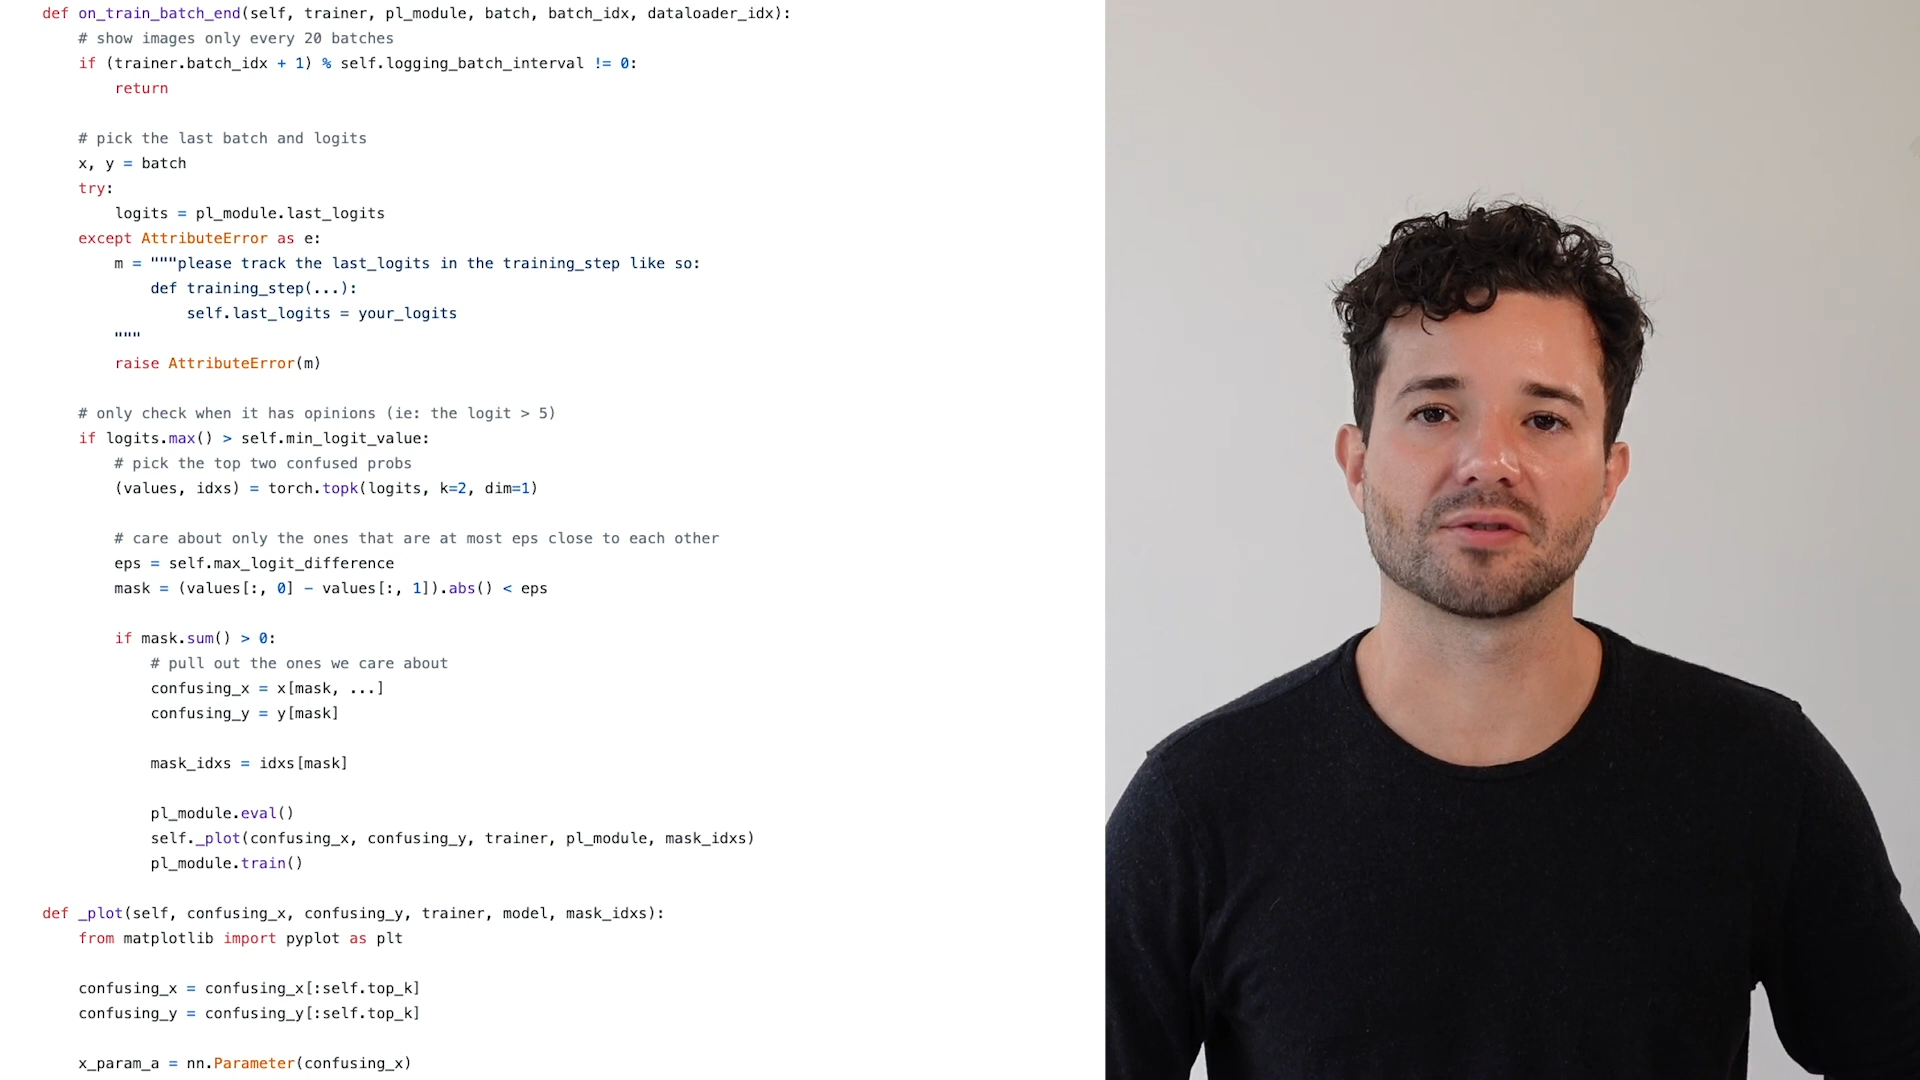 def on_train_batch_end(self, trainer, pl_module, batch, batch_idx, dataloader_idx):
# show images only every 20 batches
if (trainer.batch_idx + 1) % self.logging_batch_interval != 0:
return
# pick the last batch and logits
x, y = batch
try:
logits = pl_module.last_logits
except AttributeError as e:
m = """please track the last_logits in the training_step like so:
def training_step(...):
self.last_logits = your_logits
"""
raise AttributeError(m)
# only check when it has opinions (ie: the logit > 5)
if logits.max() > self.min_logit_value:
# pick the top two confused probs
(values, idxs) = torch.topk(logits, k=2, dim=1)
# care about only the ones that are at most eps close to each other
eps = self.max_logit_difference
mask = (values[:, 0] - values[:, 1]).abs() < eps
if mask.sum() > 0:
# pull out the ones we care about
confusing_x = x[mask, ...]
confusing_y = y[mask]
mask_idxs = idxs[mask]
pl_module.eval()
self._plot(confusing_x, confusing_y, trainer, pl_module, mask_idxs)
pl_module.train()
def _plot(self, confusing_x, confusing_y, trainer, model, mask_idxs):
from matplotlib import pyplot as plt
confusing_x = confusing_x[:self.top_k]
confusing_y = confusing_y[:self.top_k]
x_param_a = nn.Parameter(confusing_x)